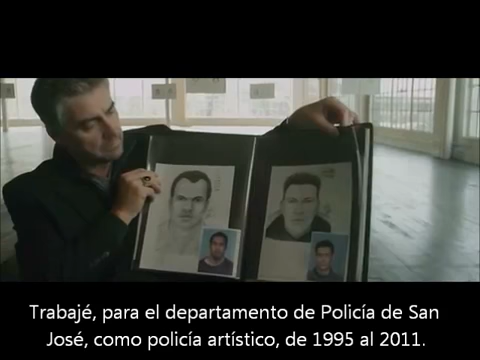 Trabajé, para el departamento de Policía de San
José, como policía artístico, de 1995 al 2011.